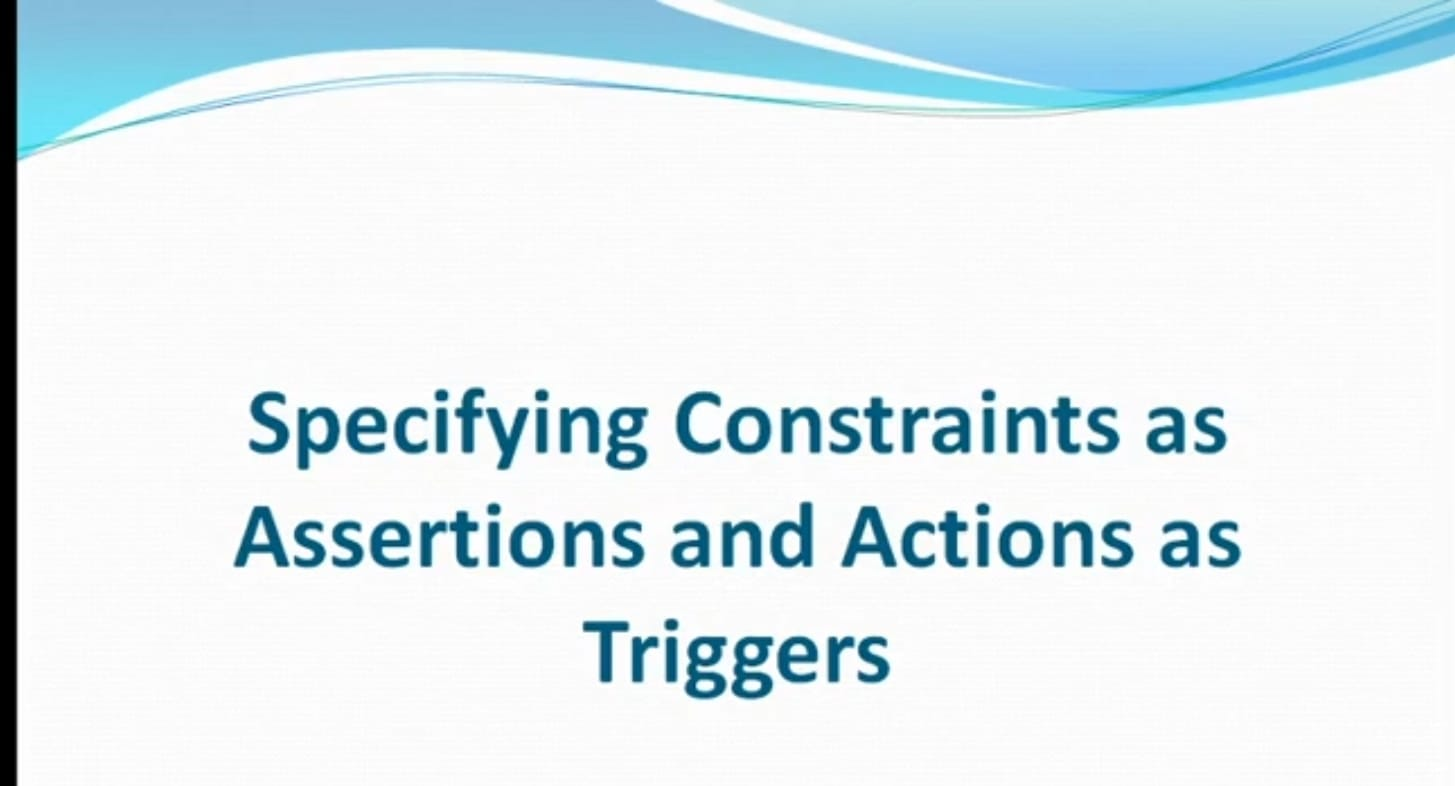 Specifying Constraints as
Assertions and Actions as
Triggers